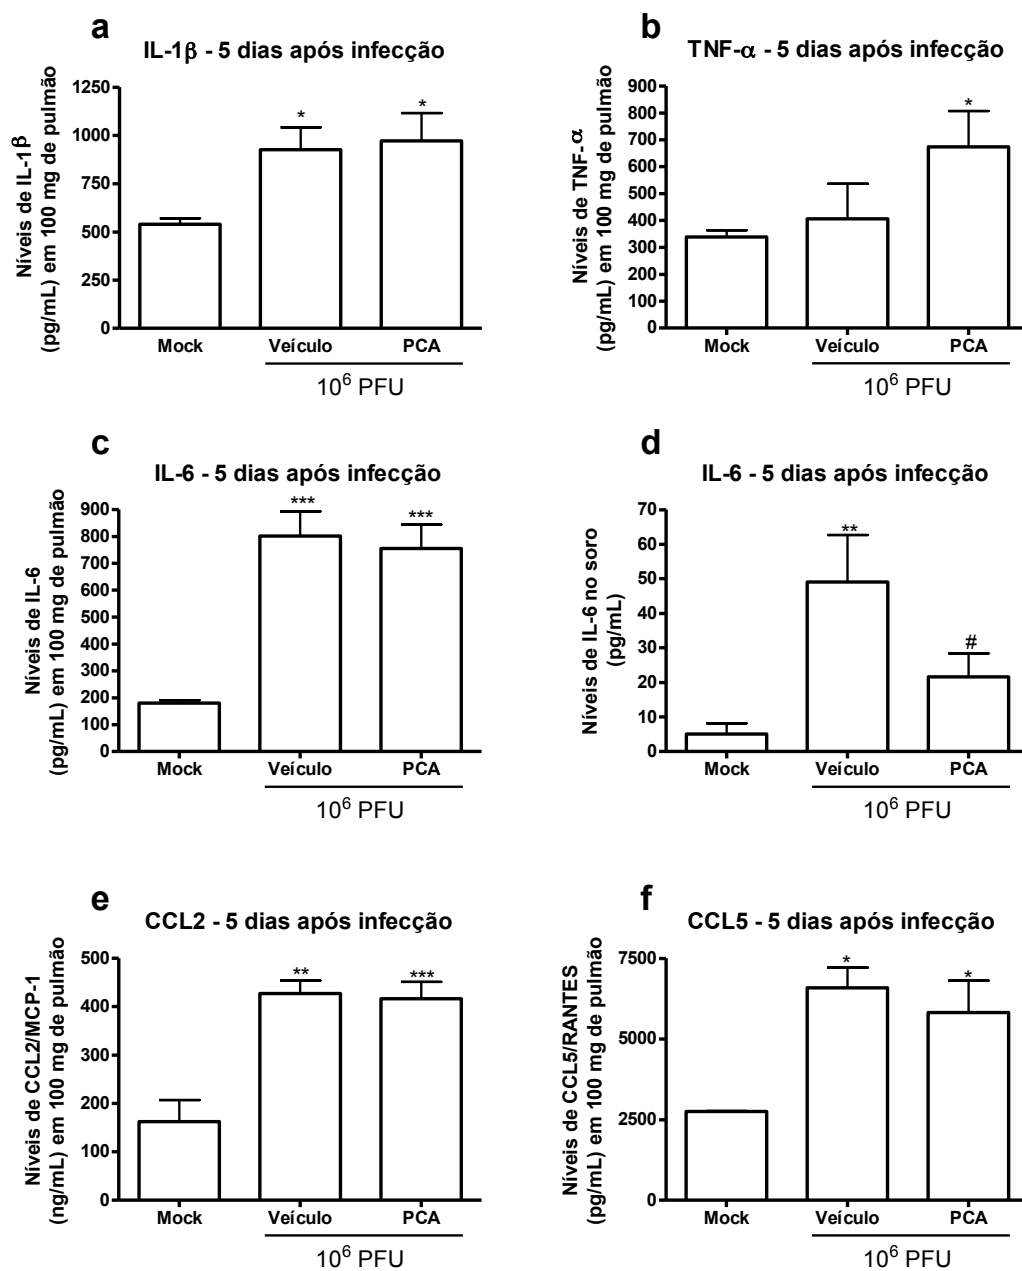 a
IL-1β - 5 dias após infecção
Níveis de IL-1β
(pg/mL) em 100 mg de pulmão
1250
1000
750
500
250
0
*
*
Mock Veículo PCA
10⁶ PFU
b
TNF-α - 5 dias após infecção
Níveis de TNF-α
(pg/mL) em 100 mg de pulmão
900
800
700
600
500
400
300
200
100
0
*
Mock Veículo PCA
10⁶ PFU
c
IL-6 - 5 dias após infecção
Níveis de IL-6
(pg/mL) em 100 mg de pulmão
900
800
700
600
500
400
300
200
100
0
***
***
Mock Veículo PCA
10⁶ PFU
d
IL-6 - 5 dias após infecção
Níveis de IL-6 no soro
(pg/mL)
70
60
50
40
30
20
10
0
**
#
Mock Veículo PCA
10⁶ PFU
e
CCL2 - 5 dias após infecção
Níveis de CCL2/MCP-1
(ng/mL) em 100 mg de pulmão
500
400
300
200
100
0
**
***
Mock Veículo PCA
10⁶ PFU
f
CCL5 - 5 dias após infecção
Níveis de CCL5/RANTES
(pg/mL) em 100 mg de pulmão
7500
5000
2500
0
*
*
Mock Veículo PCA
10⁶ PFU